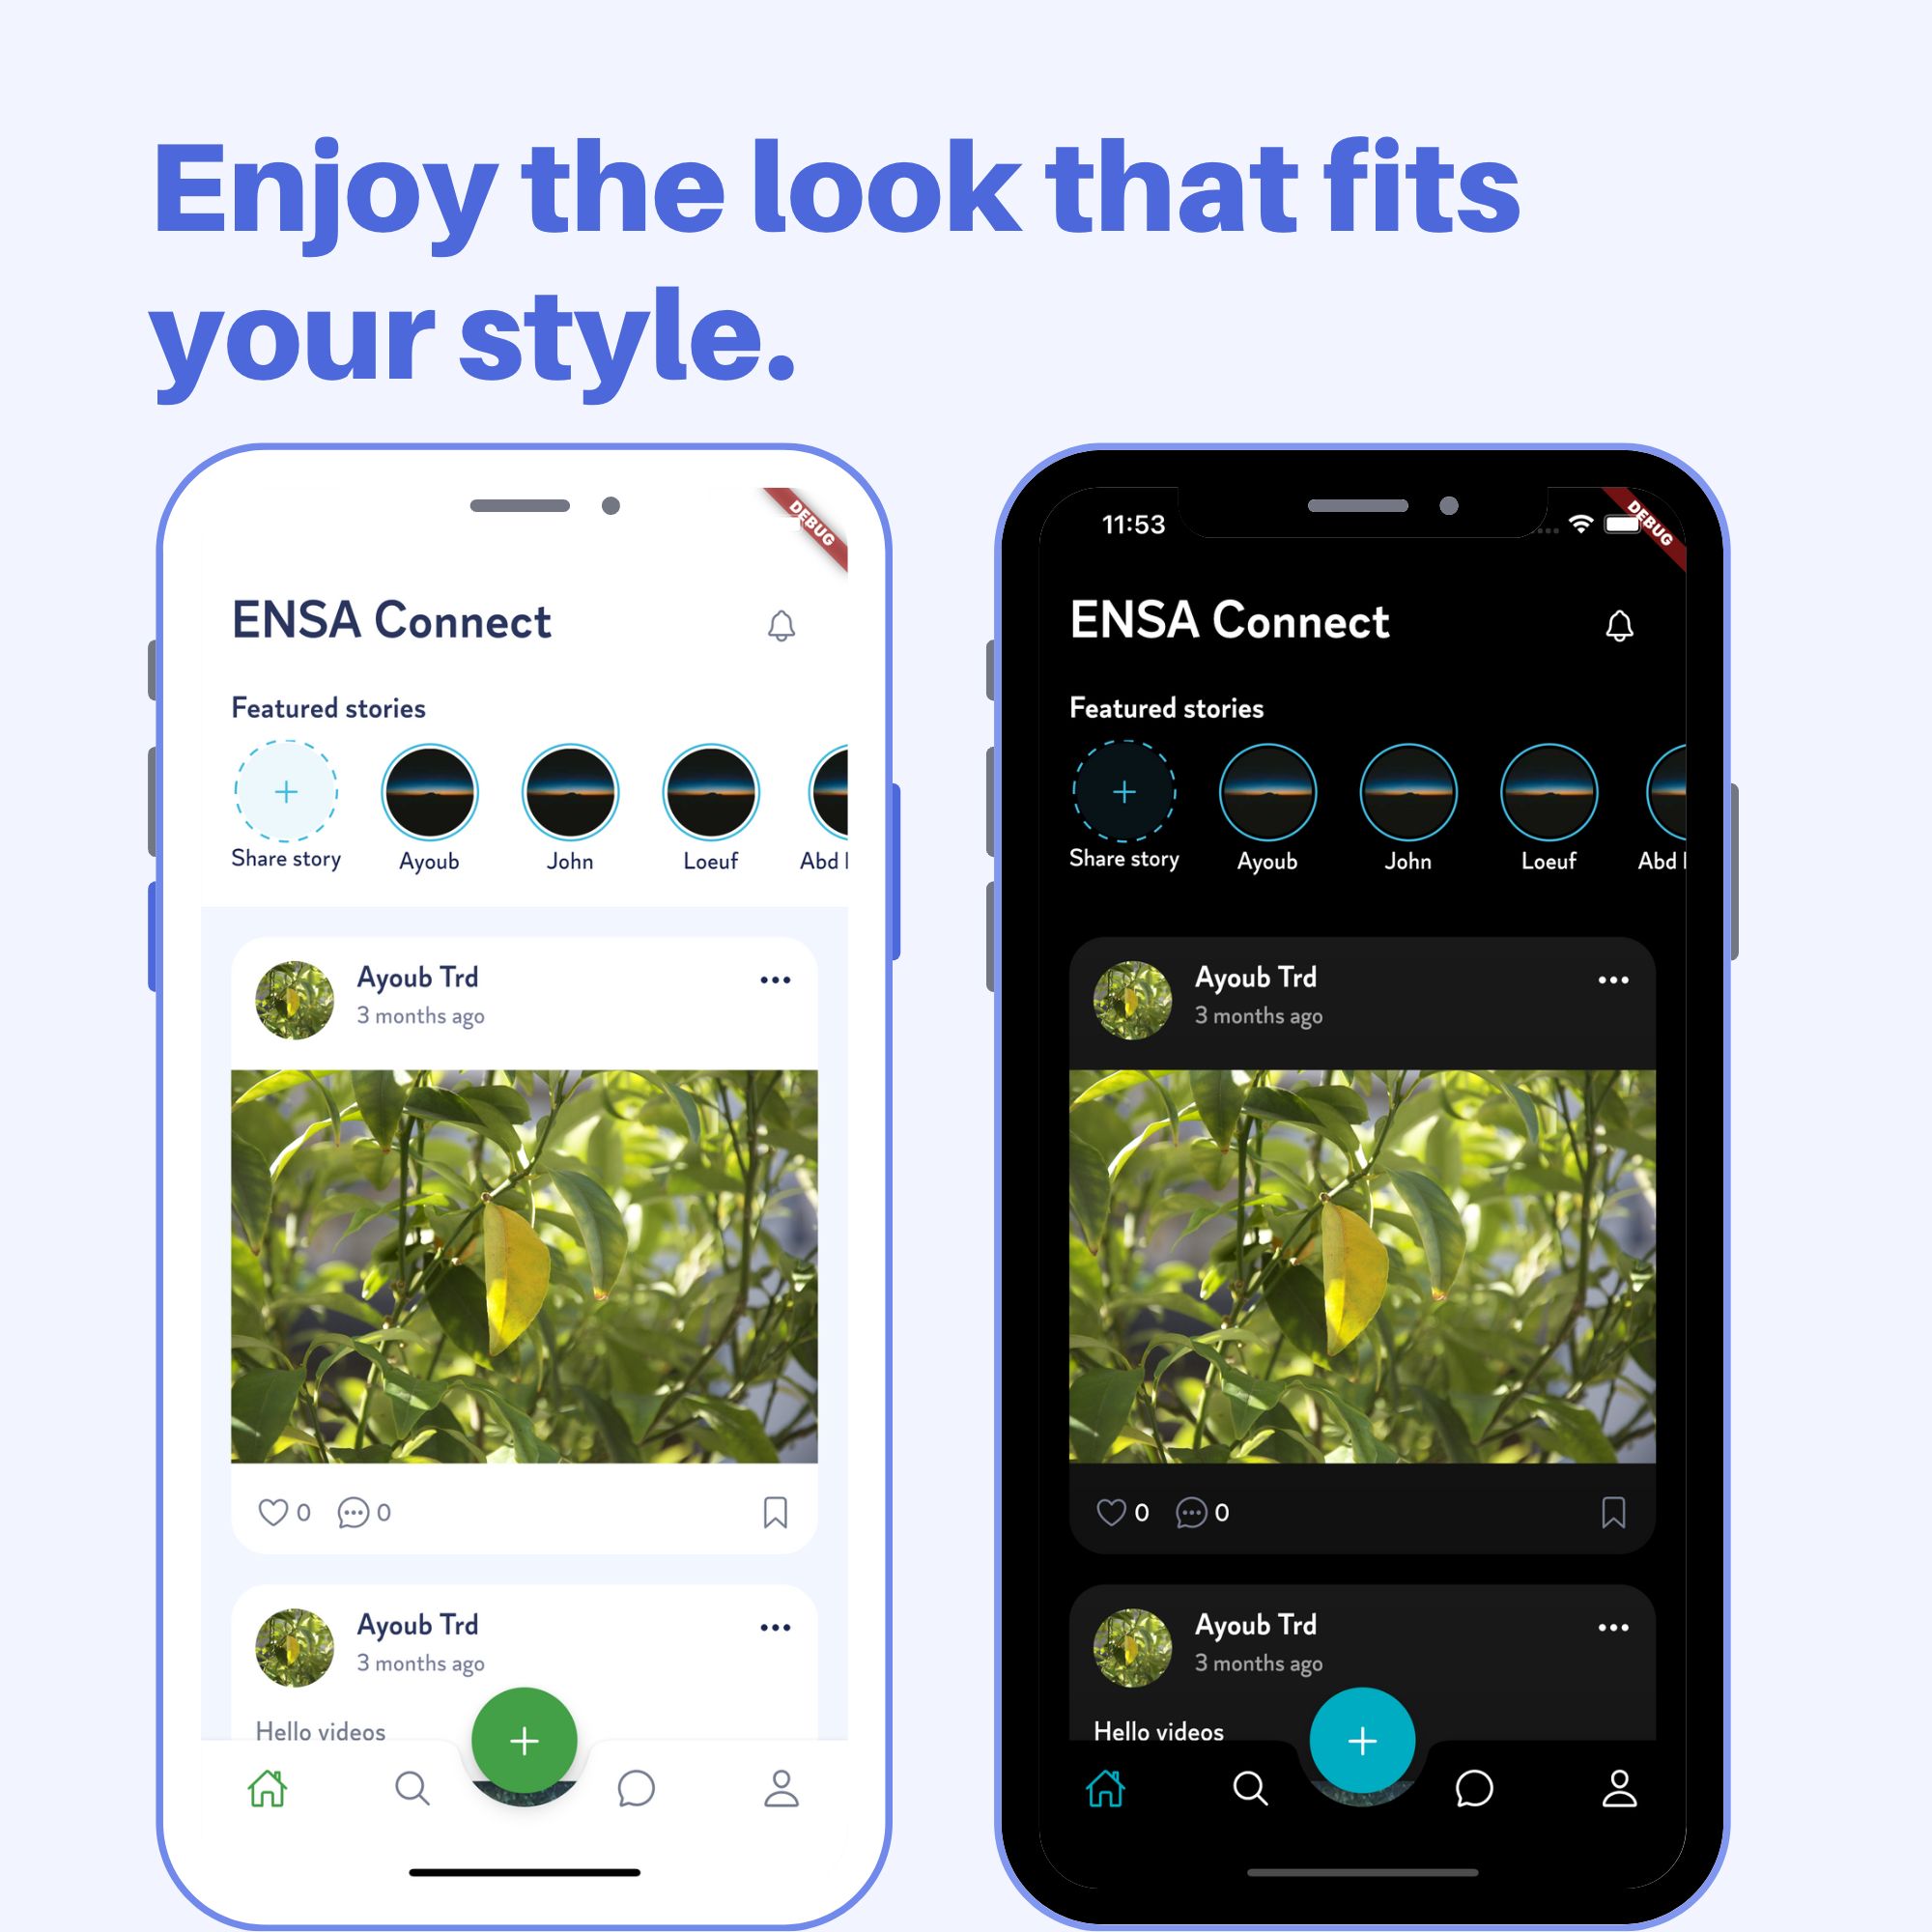 Enjoy the look that fits
your style.
DEBUG
ENSA Connect
Featured stories
Share story
Ayoub
John
Loeuf
Abd
Ayoub Trd
3 months ago
0
0
Ayoub Trd
3 months ago
Hello videos
11:53
DEBUG
ENSA Connect
Featured stories
Share story
Ayoub
John
Loeuf
Abd
Ayoub Trd
3 months ago
0
0
Ayoub Trd
3 months ago
Hello videos